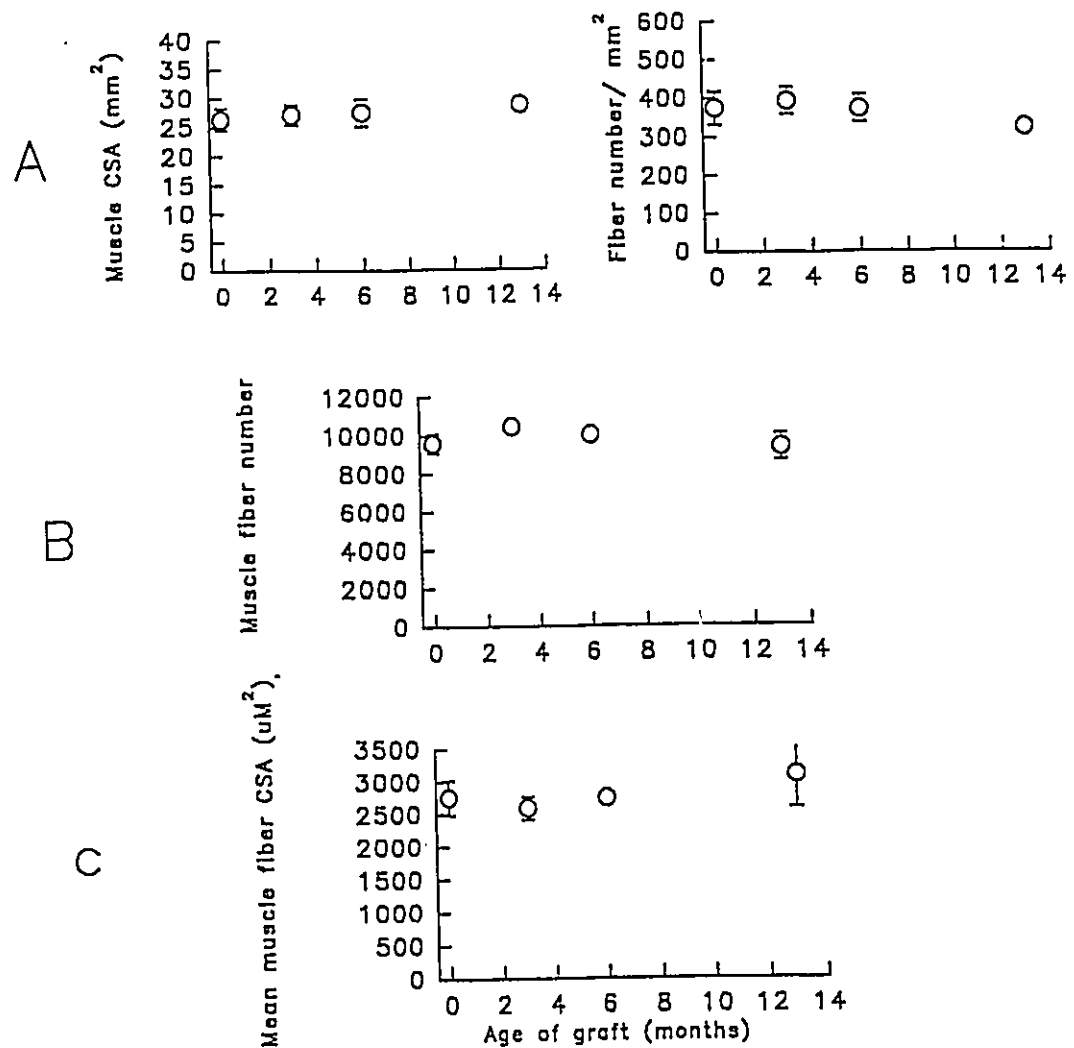 A
Muscle CSA (mm²)
40
35
30
25
20
15
10
5
0
0 2 4 6 8 10 12 14
Fiber number/ mm²
600
500
400
300
200
100
0
0 2 4 6 8 10 12 14
B
Muscle fiber number
12000
10000
8000
6000
4000
2000
0
0 2 4 6 8 10 12 14
C
Mean muscle fiber CSA (uM²),
3500
3000
2500
2000
1500
1000
500
0
0 2 4 6 8 10 12 14
Age of graft (months)